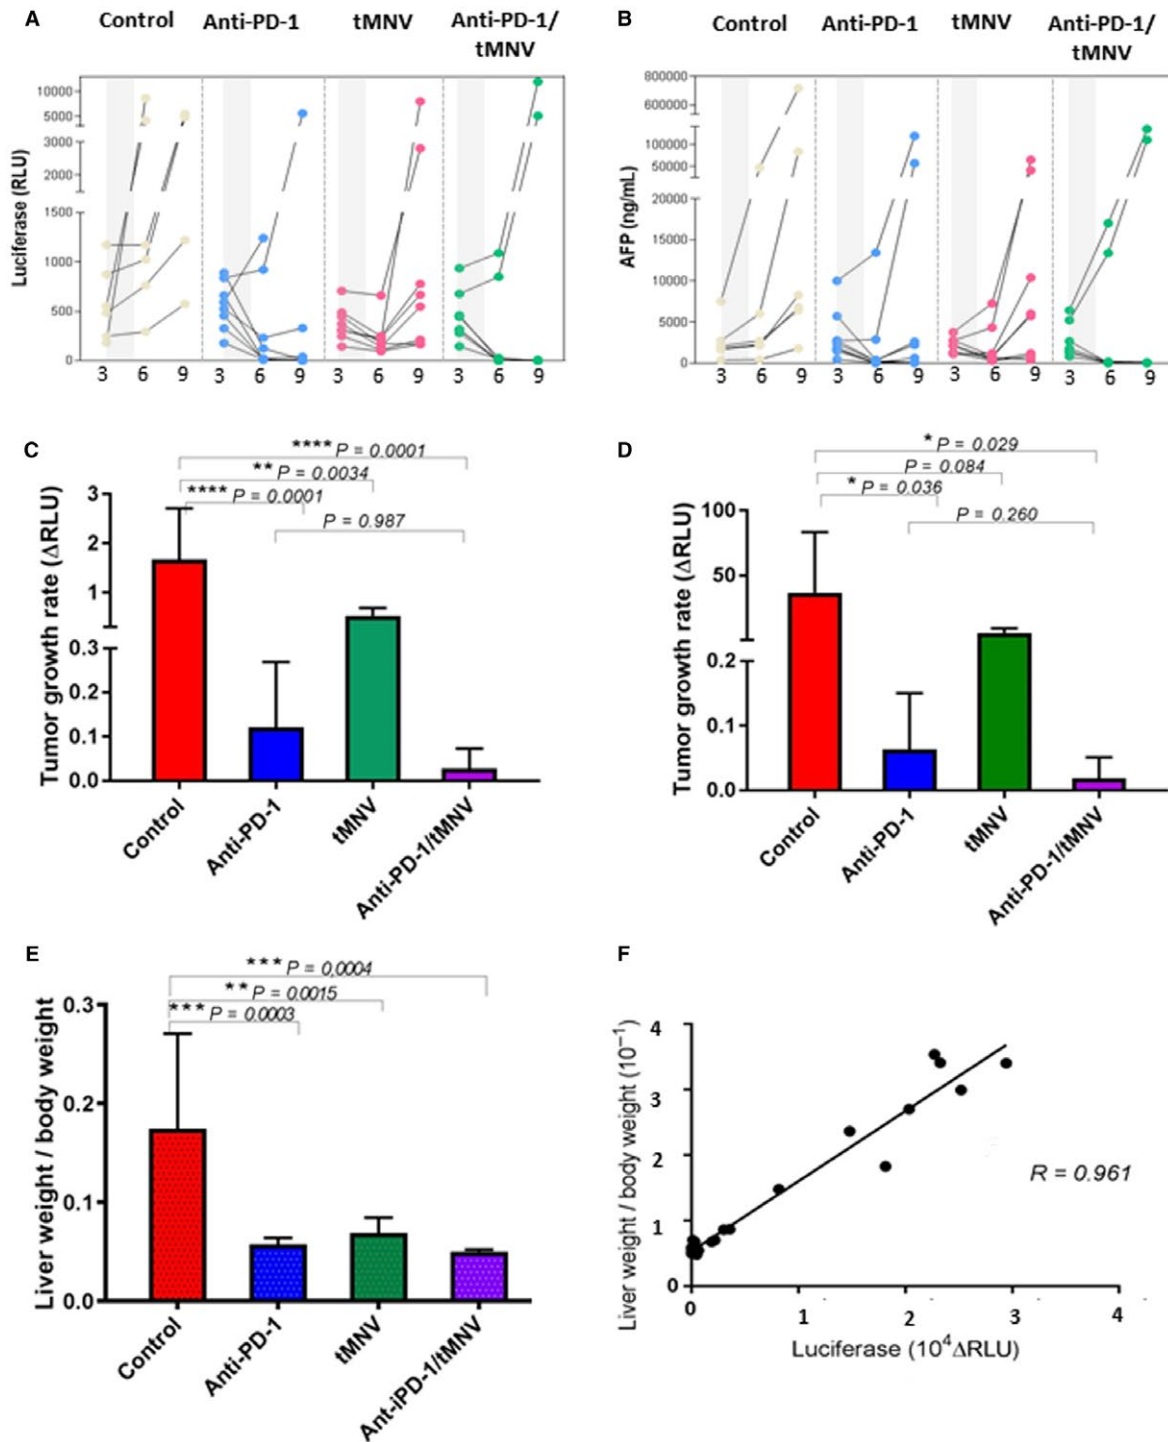 A
Control
Anti-PD-1
tMNV
Anti-PD-1/
tMNV
Luciferase (RLU)
10000
5000
3000
2000
1500
1000
500
0
3 6 9 3 6 9 3 6 9 3 6 9
B
Control
Anti-PD-1
tMNV
Anti-PD-1/
tMNV
AFP (ng/mL)
800000
600000
100000
50000
20000
15000
10000
5000
0
3 6 9 3 6 9 3 6 9 3 6 9
C
**** P = 0.0001
** P = 0.0034
**** P = 0.0001
P = 0.987
Tumor growth rate (ΔRLU)
3
2
1
0.3
0.2
0.1
0.0
Control
Anti-PD-1
tMNV
Anti-PD-1/tMNV
D
* P = 0.029
P = 0.084
* P = 0.036
P = 0.260
Tumor growth rate (ΔRLU)
100
50
0.2
0.1
0.0
Control
Anti-PD-1
tMNV
Anti-PD-1/tMNV
E
*** P = 0,0004
** P = 0.0015
*** P = 0.0003
Liver weight / body weight
0.3
0.2
0.1
0.0
Control
Anti-PD-1
tMNV
Ant-iPD-1/tMNV
F
Liver weight / body weight (10⁻¹)
4
3
2
1
0
R = 0.961
0 1 2 3 4
Luciferase (10⁴ΔRLU)